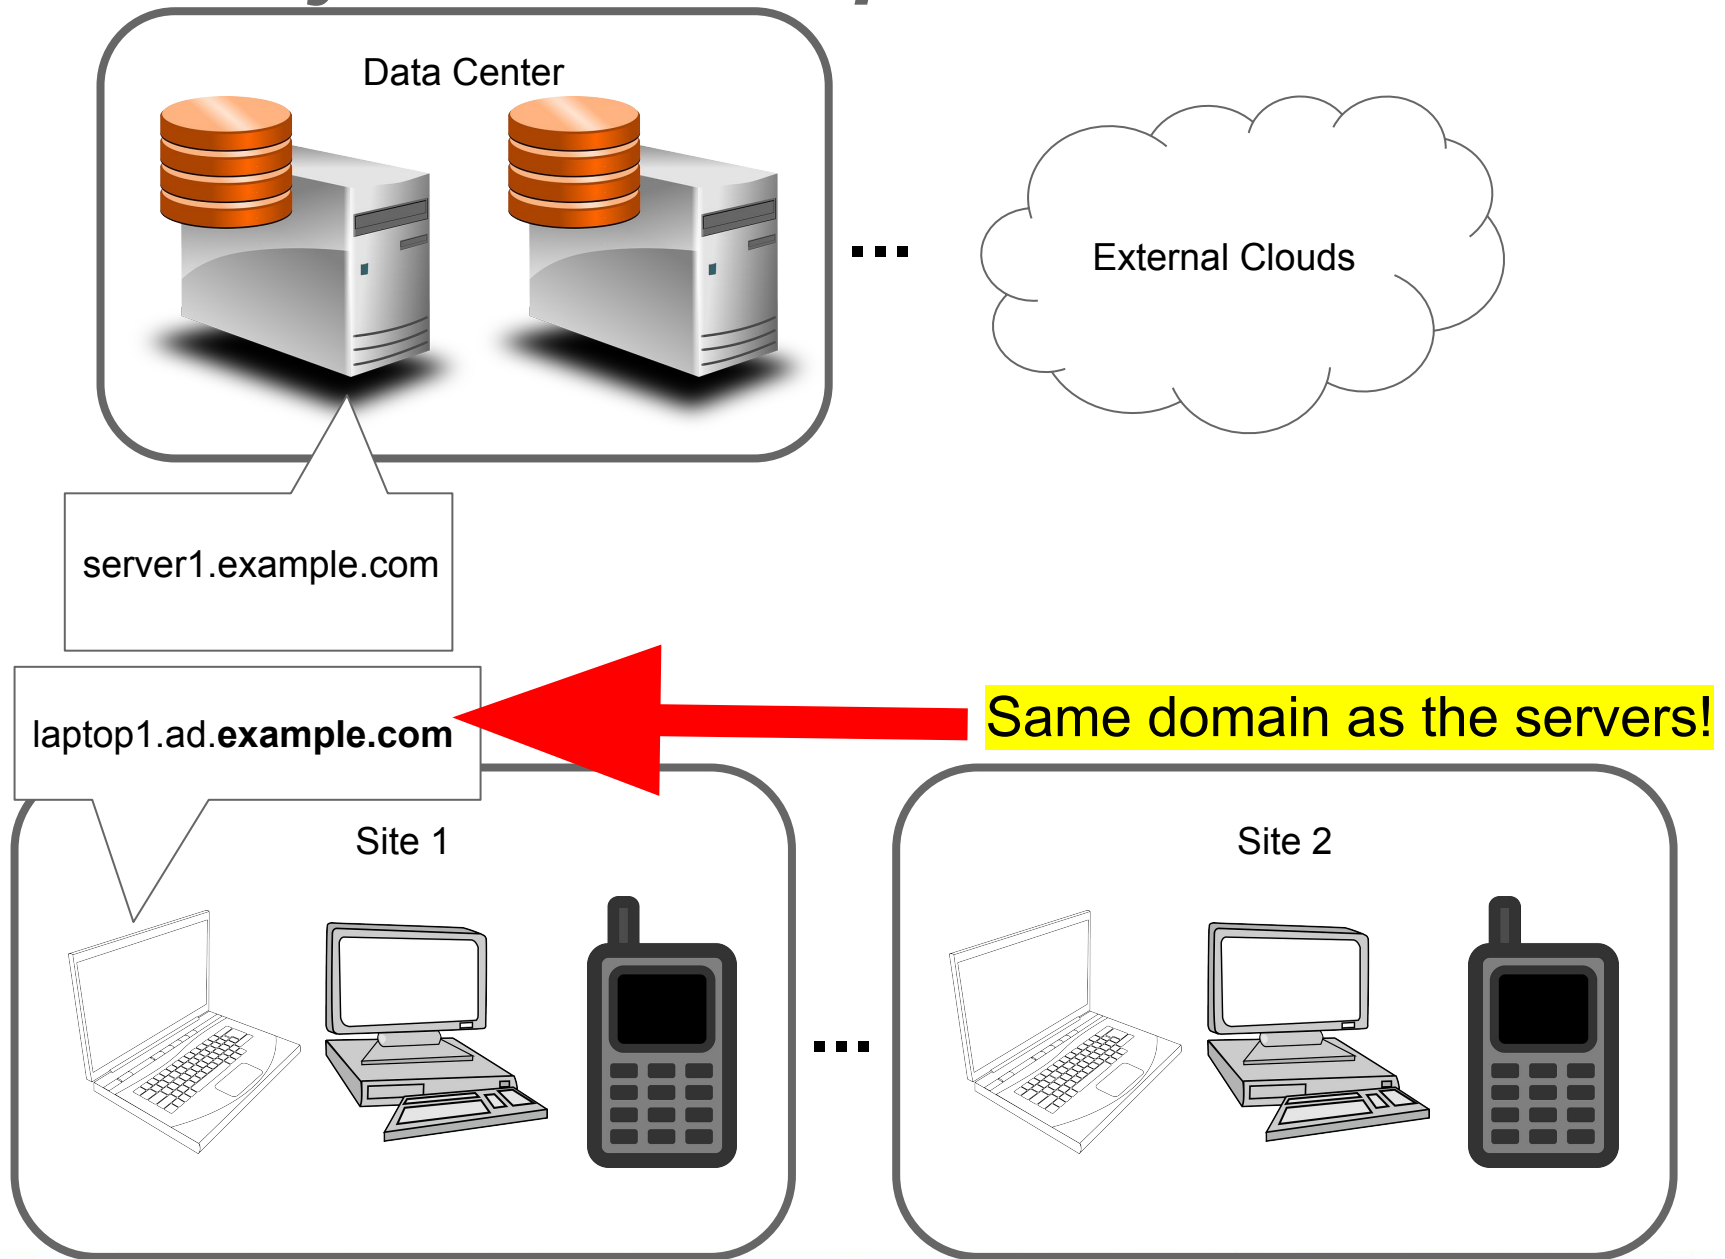 Data Center
External Clouds
server1.example.com
laptop1.ad.example.com
Same domain as the servers!
Site 1
Site 2